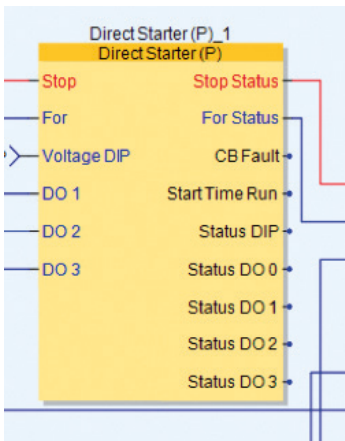 Direct Starter (P)_1
Direct Starter (P)
Stop Stop Status
For For Status
Voltage DIP CB Fault
DO 1 Start Time Run
DO 2 Status DIP
DO 3 Status DO 0
Status DO 1
Status DO 2
Status DO 3